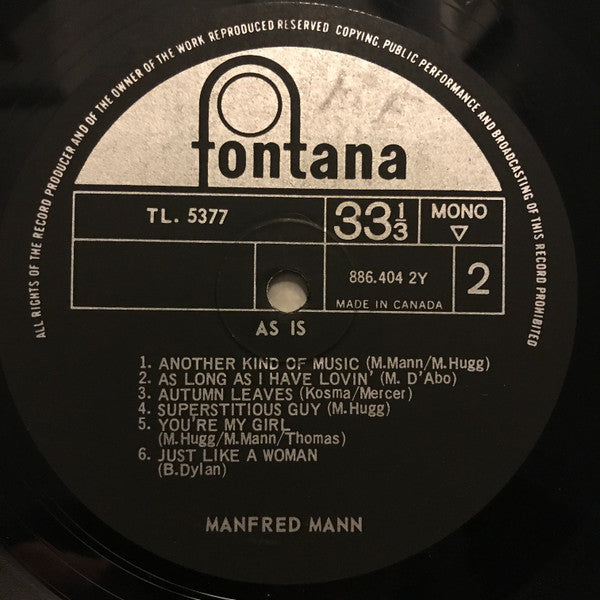 ALL RIGHTS OF THE RECORD PRODUCER AND OF THE OWNER OF THE WORK REPRODUCED RESERVED COPYING, PUBLIC PERFORMANCE AND BROADCASTING OF THIS RECORD PROHIBITED
fontana
TL. 5377
33⅓
MONO
▽
886.404 2Y
MADE IN CANADA
2
AS IS
1. ANOTHER KIND OF MUSIC (M.Mann/M.Hugg)
2. AS LONG AS I HAVE LOVIN' (M. D'Abo)
3. AUTUMN LEAVES (Kosma/Mercer)
4. SUPERSTITIOUS GUY (M.Hugg)
5. YOU'RE MY GIRL
(M.Hugg/M.Mann/Thomas)
6. JUST LIKE A WOMAN
(B.Dylan)
MANFRED MANN